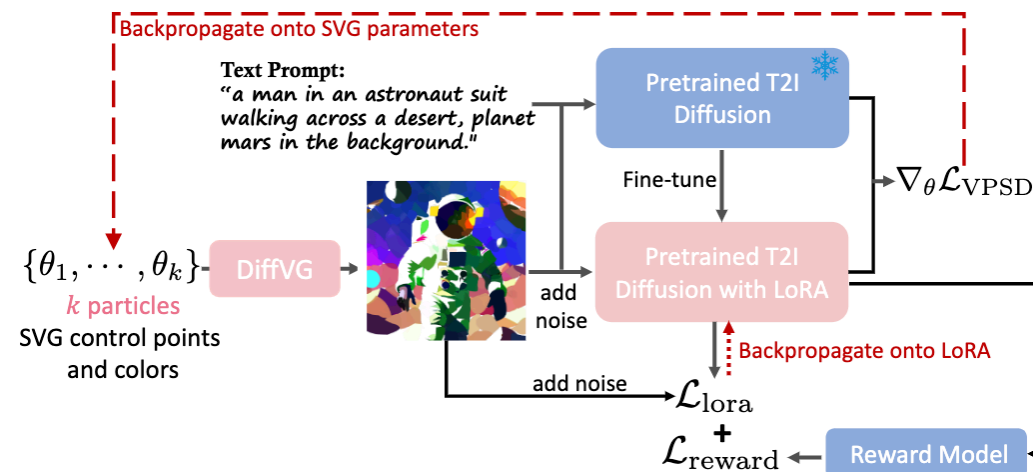 Backpropagate onto SVG parameters
Text Prompt:
“a man in an astronaut suit
walking across a desert, planet
mars in the background."
Pretrained T2I
Diffusion
Fine-tune
∇θ𝓛VPSD
{θ1, ⋯ , θk}
DiffVG
Pretrained T2I
Diffusion with LoRA
k particles
SVG control points
and colors
add
noise
Backpropagate onto LoRA
add noise
𝓛lora
+
𝓛reward
Reward Model